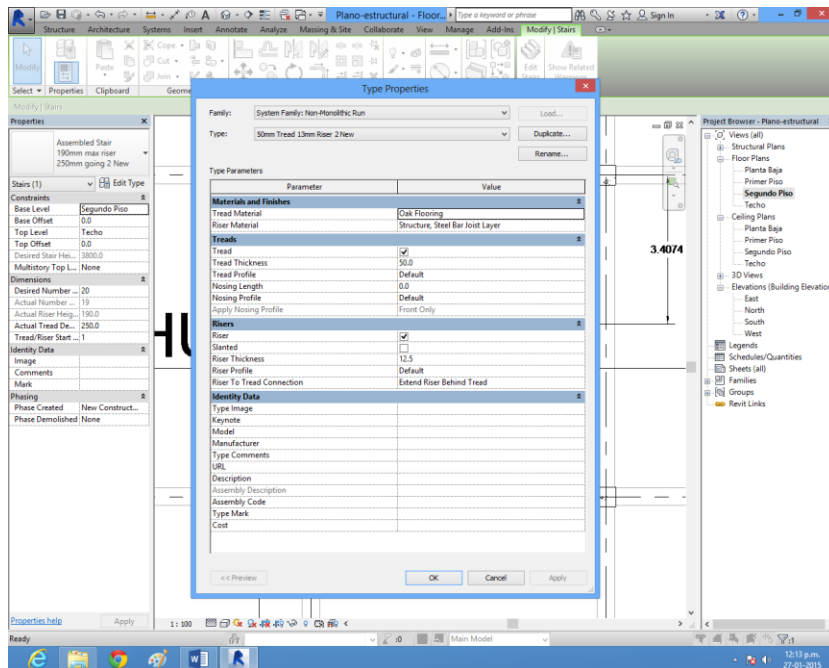 Plano-estructural - Floor... Type a keyword or phrase Sign In
Structure Architecture Systems Insert Annotate Analyze Massing & Site Collaborate View Manage Add-Ins Modify | Stairs
Modify Paste Cope Cut Join Edit Stairs Show Related Warnings
Select Properties Clipboard Geome
Modify | Stairs
Properties
Assembled Stair
190mm max riser
250mm going 2 New
Stairs (1) Edit Type
Constraints
Base Level Segundo Piso
Base Offset 0.0
Top Level Techo
Top Offset 0.0
Desired Stair Hei... 3800.0
Multistory Top L... None
Dimensions
Desired Number ... 20
Actual Number ... 19
Actual Riser Heig... 190.0
Actual Tread De... 250.0
Tread/Riser Start ... 1
Identity Data
Image
Comments
Mark
Phasing
Phase Created New Construct...
Phase Demolished None
Properties help Apply
Type Properties
Family: System Family: Non-Monolithic Run Load...
Type: 50mm Tread 13mm Riser 2 New Duplicate...
Rename...
Type Parameters
Parameter Value
Materials and Finishes
Tread Material Oak Flooring
Riser Material Structure, Steel Bar Joist Layer
Treads
Tread
Tread Thickness 50.0
Tread Profile Default
Nosing Length 0.0
Nosing Profile Default
Apply Nosing Profile Front Only
Risers
Riser
Slanted
Riser Thickness 12.5
Riser Profile Default
Riser To Tread Connection Extend Riser Behind Tread
Identity Data
Type Image
Keynote
Model
Manufacturer
Type Comments
URL
Description
Assembly Description
Assembly Code
Type Mark
Cost
<< Preview OK Cancel Apply
3.4074
Project Browser - Plano-estructural
Views (all)
Structural Plans
Floor Plans
Planta Baja
Primer Piso
Segundo Piso
Techo
Ceiling Plans
Planta Baja
Primer Piso
Segundo Piso
Techo
3D Views
Elevations (Building Elevation
East
North
South
West
Legends
Schedules/Quantities
Sheets (all)
Families
Groups
Revit Links
1 : 100
Ready :0 Main Model :1
12:13 p.m.
27-01-2015